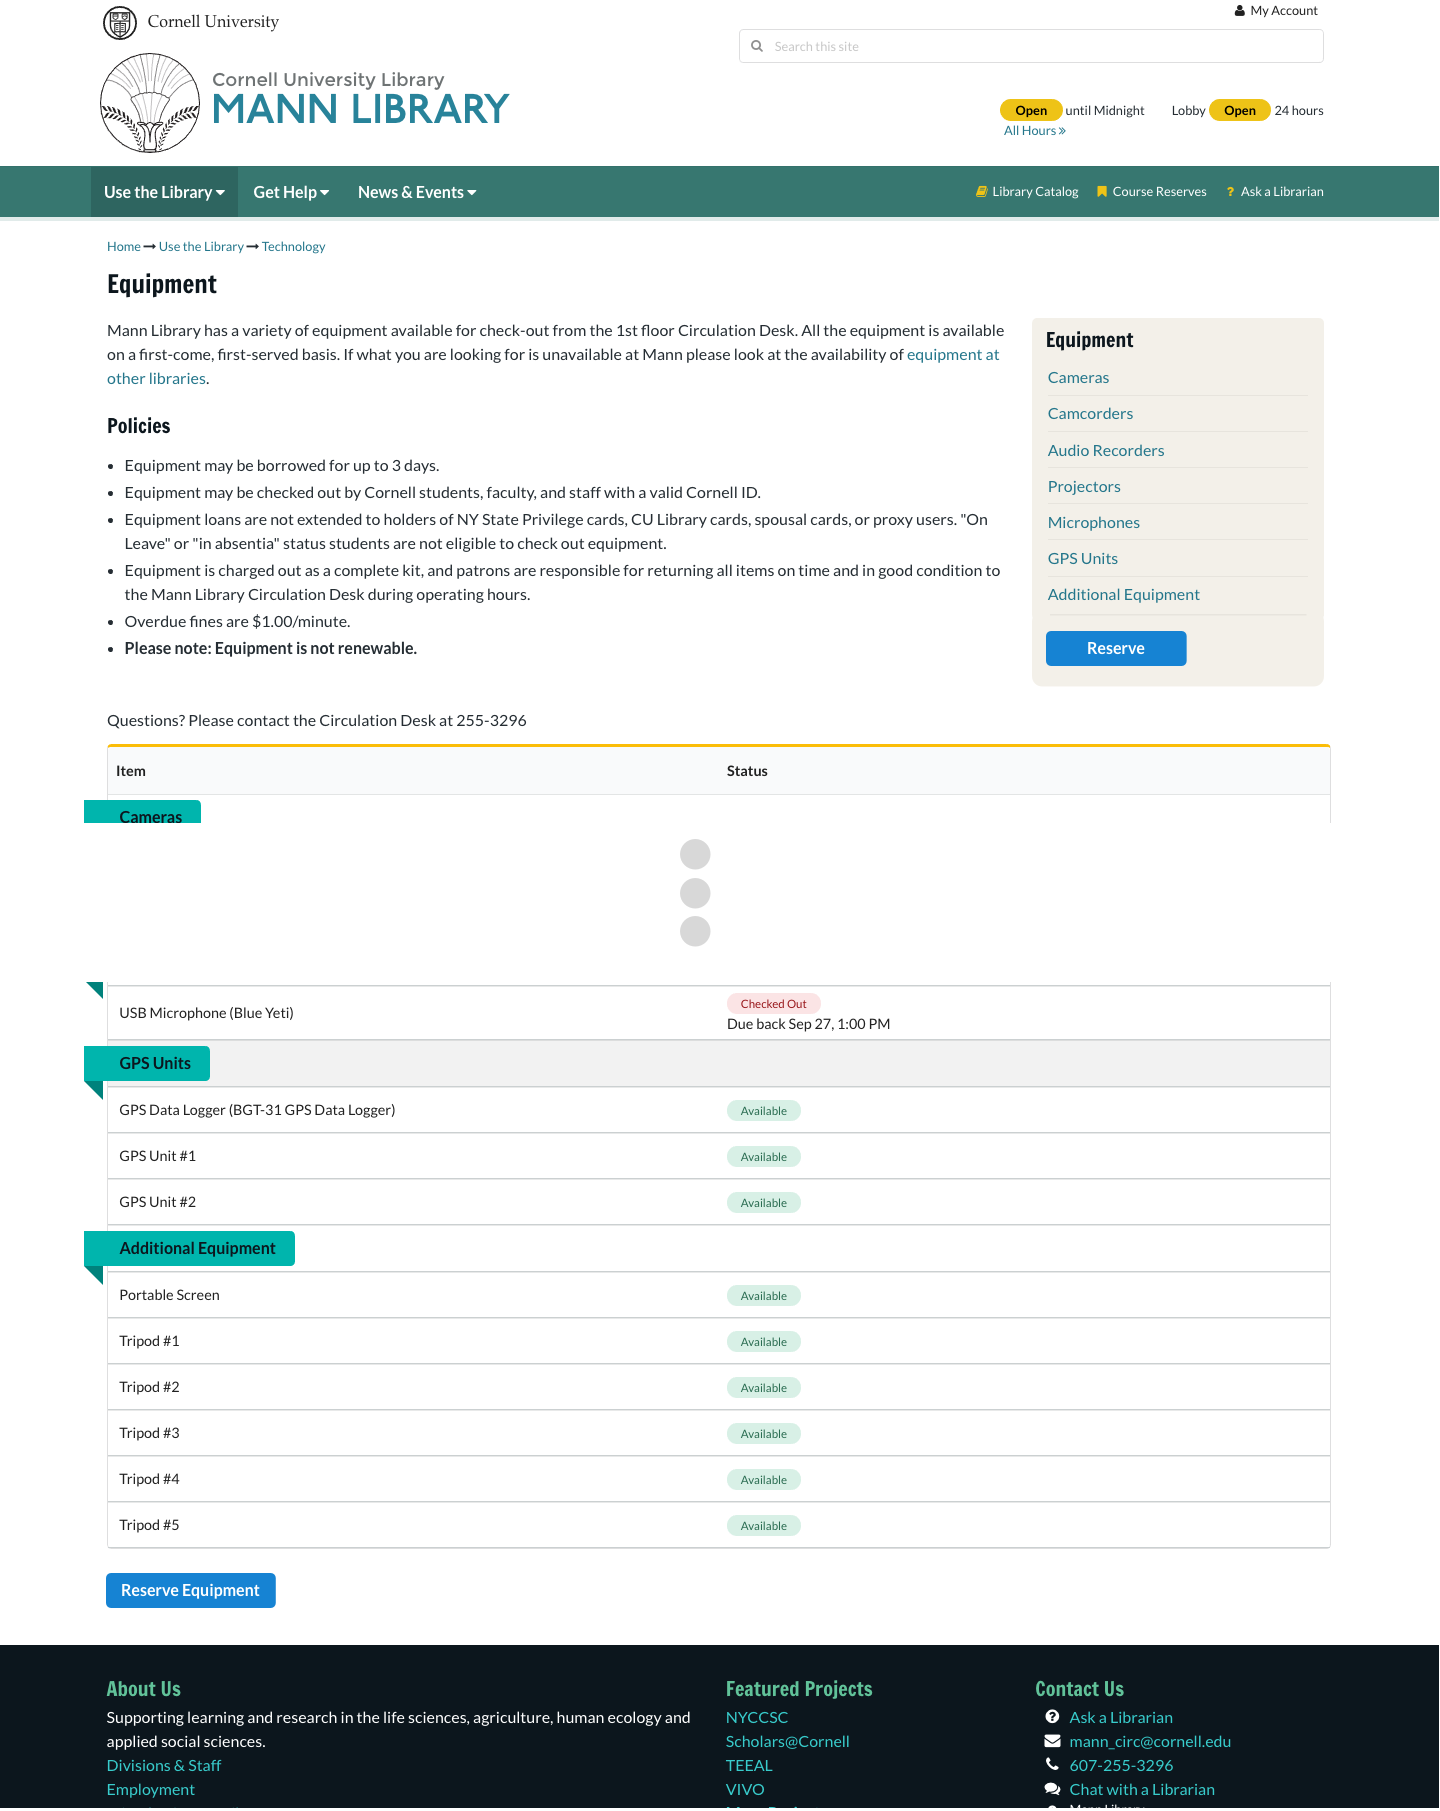 Cornell University
My Account
Search this site
Cornell University Library
MANN LIBRARY
Open until Midnight
Lobby Open 24 hours
All Hours »
Use the Library
Get Help
News & Events
Library Catalog
Course Reserves
? Ask a Librarian
Home → Use the Library → Technology
Equipment
Mann Library has a variety of equipment available for check-out from the 1st floor Circulation Desk. All the equipment is available
on a first-come, first-served basis. If what you are looking for is unavailable at Mann please look at the availability of equipment at
other libraries.
Policies
• Equipment may be borrowed for up to 3 days.
• Equipment may be checked out by Cornell students, faculty, and staff with a valid Cornell ID.
• Equipment loans are not extended to holders of NY State Privilege cards, CU Library cards, spousal cards, or proxy users. "On
Leave" or "in absentia" status students are not eligible to check out equipment.
• Equipment is charged out as a complete kit, and patrons are responsible for returning all items on time and in good condition to
the Mann Library Circulation Desk during operating hours.
• Overdue fines are $1.00/minute.
• Please note: Equipment is not renewable.
Equipment
Cameras
Camcorders
Audio Recorders
Projectors
Microphones
GPS Units
Additional Equipment
Reserve
Questions? Please contact the Circulation Desk at 255-3296
Item
Status
Cameras
USB Microphone (Blue Yeti)
Checked Out
Due back Sep 27, 1:00 PM
GPS Units
GPS Data Logger (BGT-31 GPS Data Logger)
Available
GPS Unit #1
Available
GPS Unit #2
Available
Additional Equipment
Portable Screen
Available
Tripod #1
Available
Tripod #2
Available
Tripod #3
Available
Tripod #4
Available
Tripod #5
Available
Reserve Equipment
About Us
Supporting learning and research in the life sciences, agriculture, human ecology and
applied social sciences.
Divisions & Staff
Employment
Featured Projects
NYCCSC
Scholars@Cornell
TEEAL
VIVO
Contact Us
Ask a Librarian
mann_circ@cornell.edu
607-255-3296
Chat with a Librarian